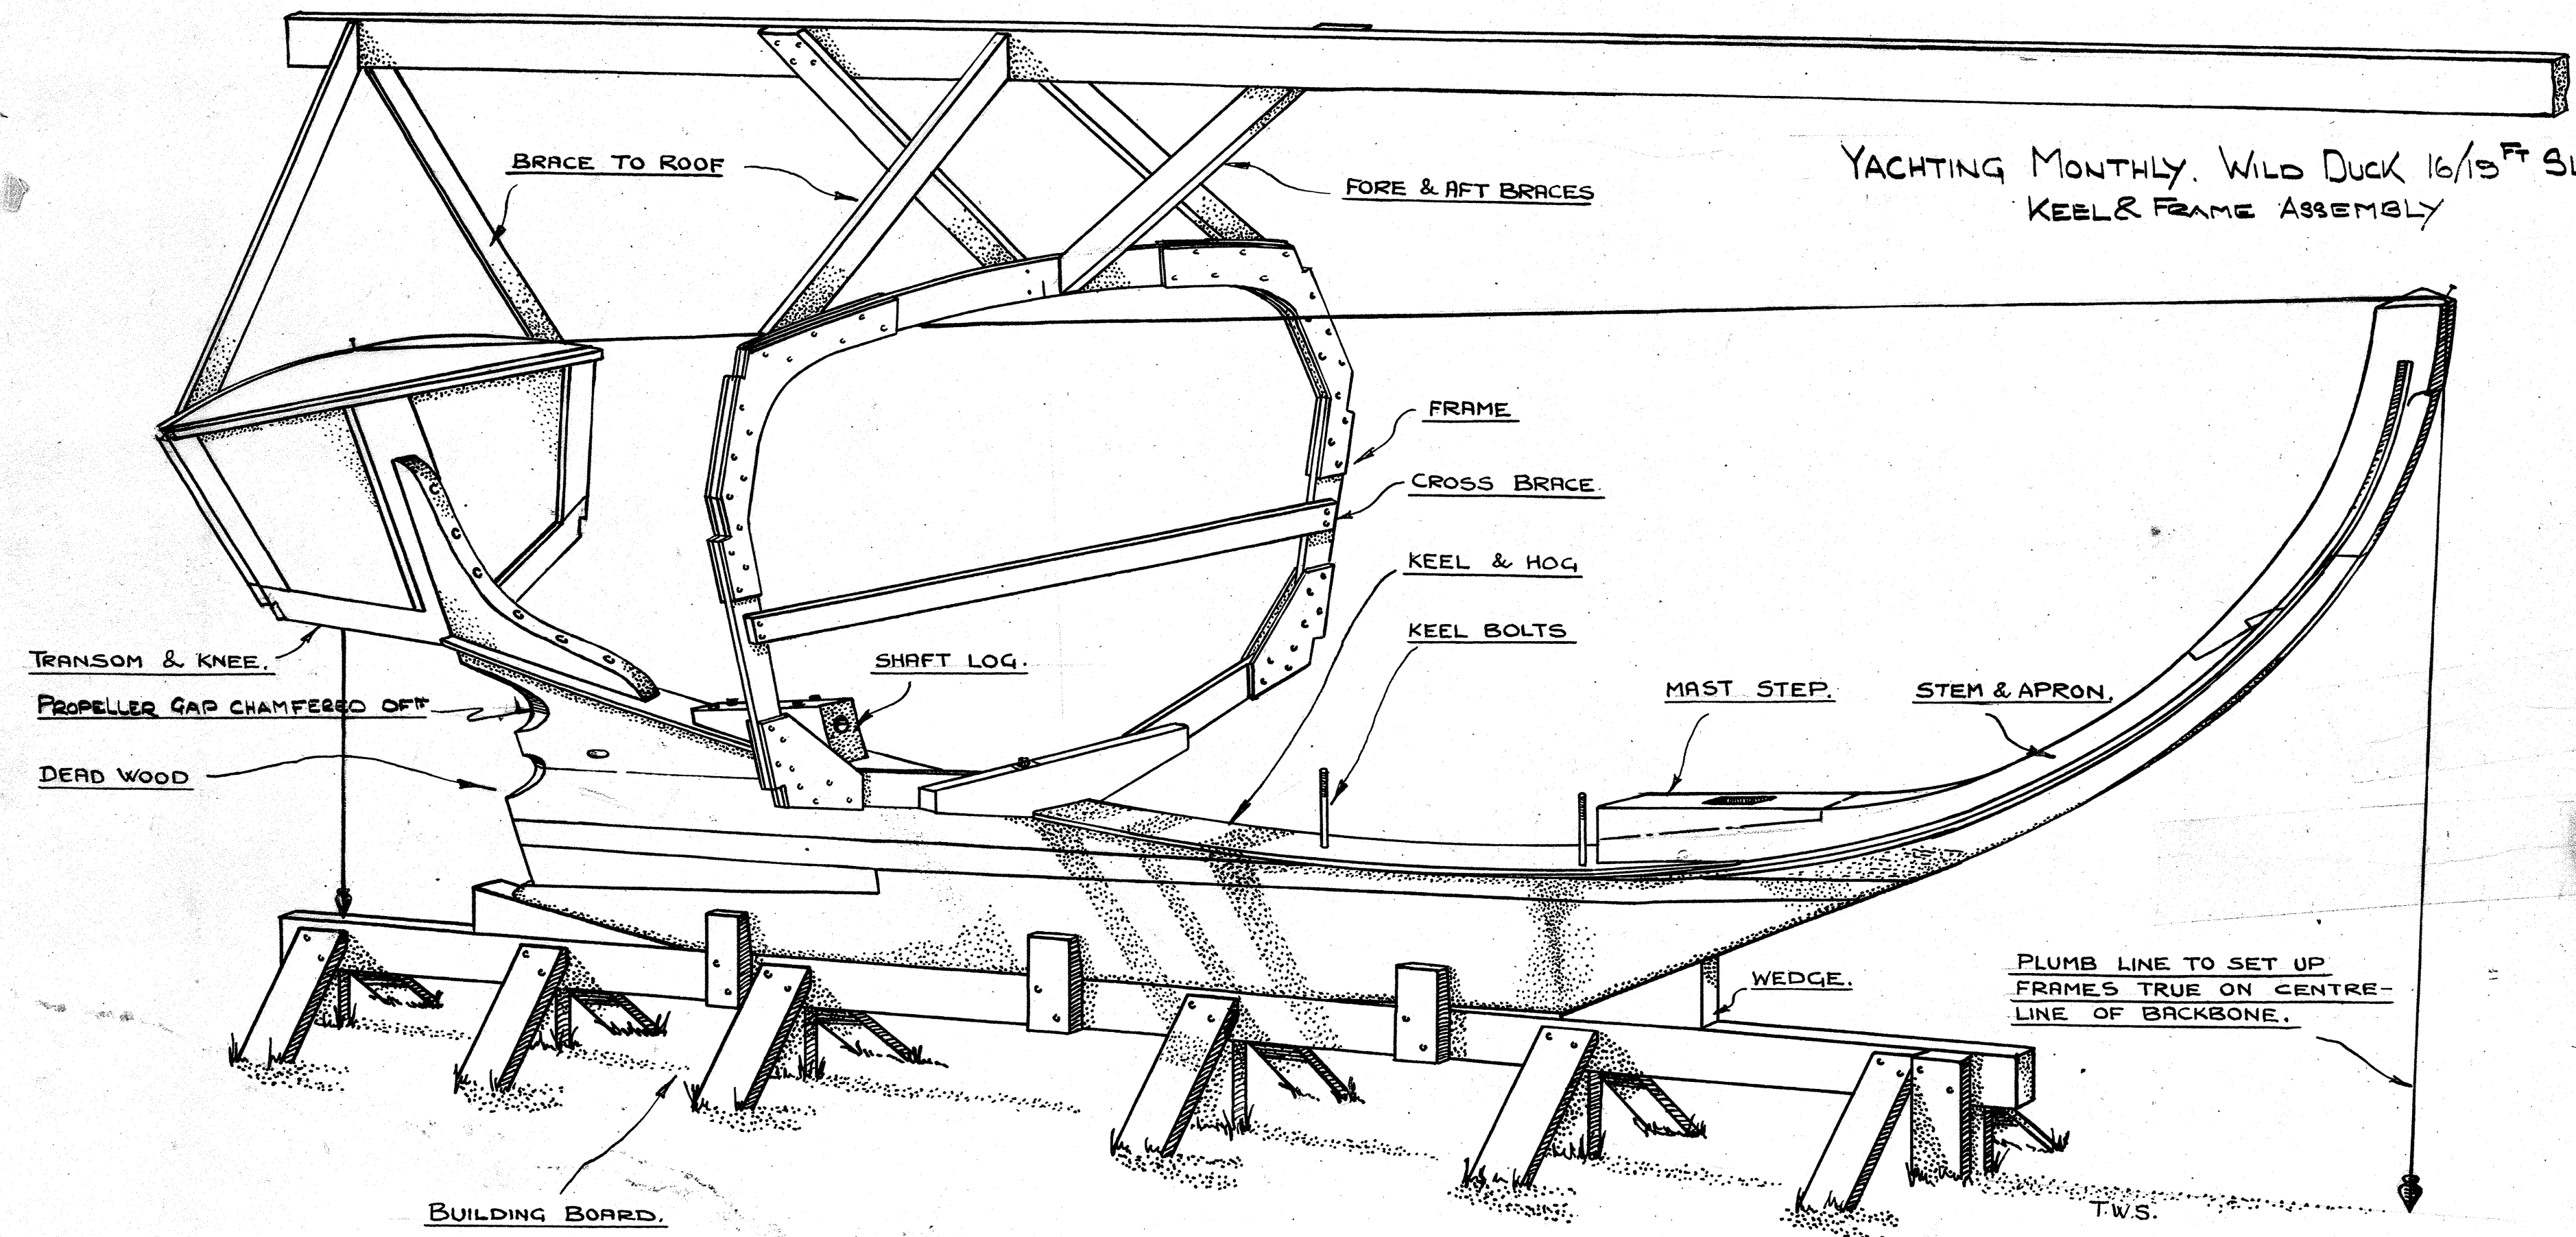 YACHTING MONTHLY. WILD DUCK 16/19FT
KEEL & FRAME ASSEMBLY
BRACE TO ROOF
FORE & AFT BRACES
FRAME
CROSS BRACE.
KEEL & HOG
KEEL BOLTS
TRANSOM & KNEE.
SHAFT LOG.
PROPELLER GAP CHAMFERED OFF
MAST STEP.
STEM & APRON.
DEAD WOOD
WEDGE.
PLUMB LINE TO SET UP
FRAMES TRUE ON CENTRE-
LINE OF BACKBONE.
BUILDING BOARD.
T.W.S.